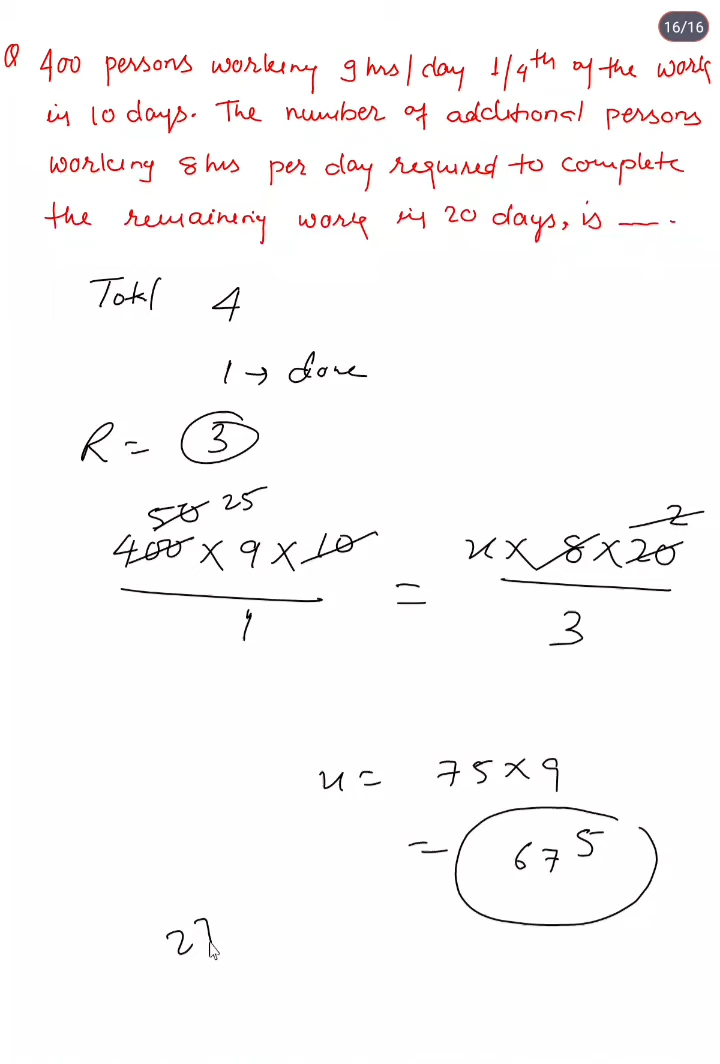 16/16
Q 400 persons working 9 hrs/day 1/4th of the work
in 10 days. The number of additional persons
working 8 hrs per day required to complete
the remaining work in 20 days, is —.
Total 4
1 → done
R = 3
50 25 2
400 × 9 × 10 = x × 8 × 20
1 3
x = 75 × 9
= 675
27